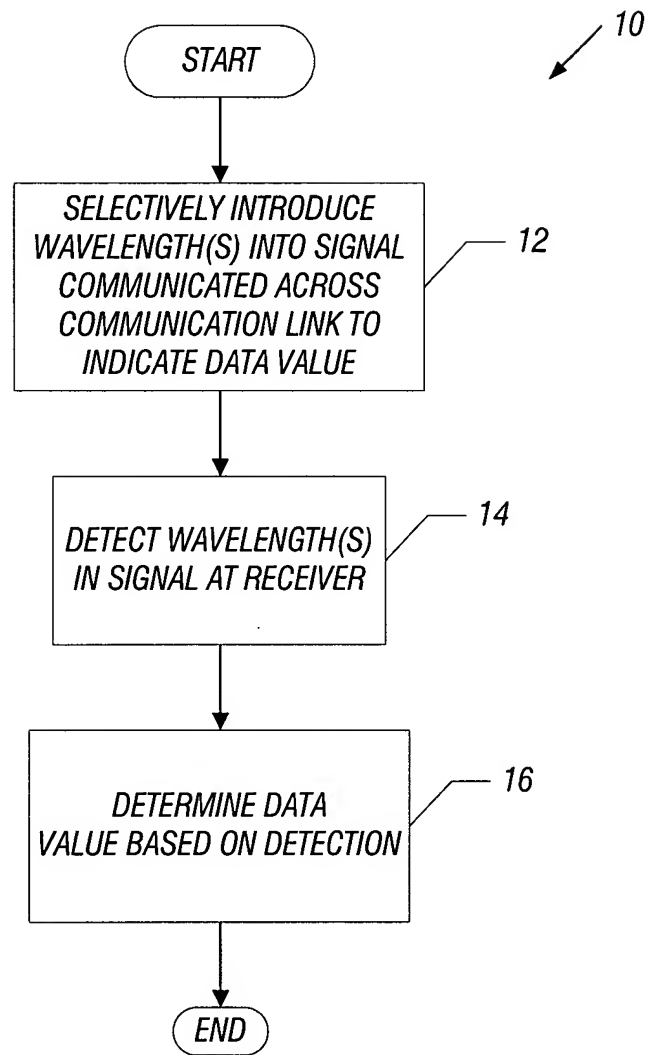 10
START
SELECTIVELY INTRODUCE
WAVELENGTH(S) INTO SIGNAL
COMMUNICATED ACROSS
COMMUNICATION LINK TO
INDICATE DATA VALUE
12
DETECT WAVELENGTH(S)
IN SIGNAL AT RECEIVER
14
DETERMINE DATA
VALUE BASED ON DETECTION
16
END